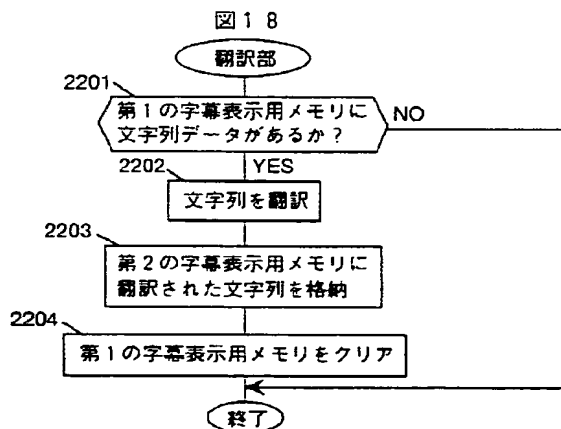 図18
翻訳部
2201
第1の字幕表示用メモリに
文字列データがあるか?
NO
YES
2202
文字列を翻訳
2203
第2の字幕表示用メモリに
翻訳された文字列を格納
2204
第1の字幕表示用メモリをクリア
終了